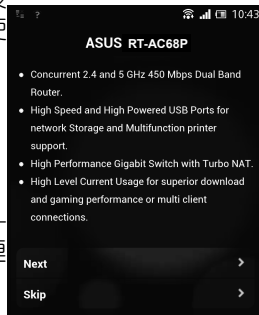 ? 10:43
ASUS RT-AC68P
• Concurrent 2.4 and 5 GHz 450 Mbps Dual Band
Router.
• High Speed and High Powered USB Ports for
network Storage and Multifunction printer
support.
• High Performance Gigabit Switch with Turbo NAT.
• High Level Current Usage for superior download
and gaming performance or multi client
connections.
Next
Skip